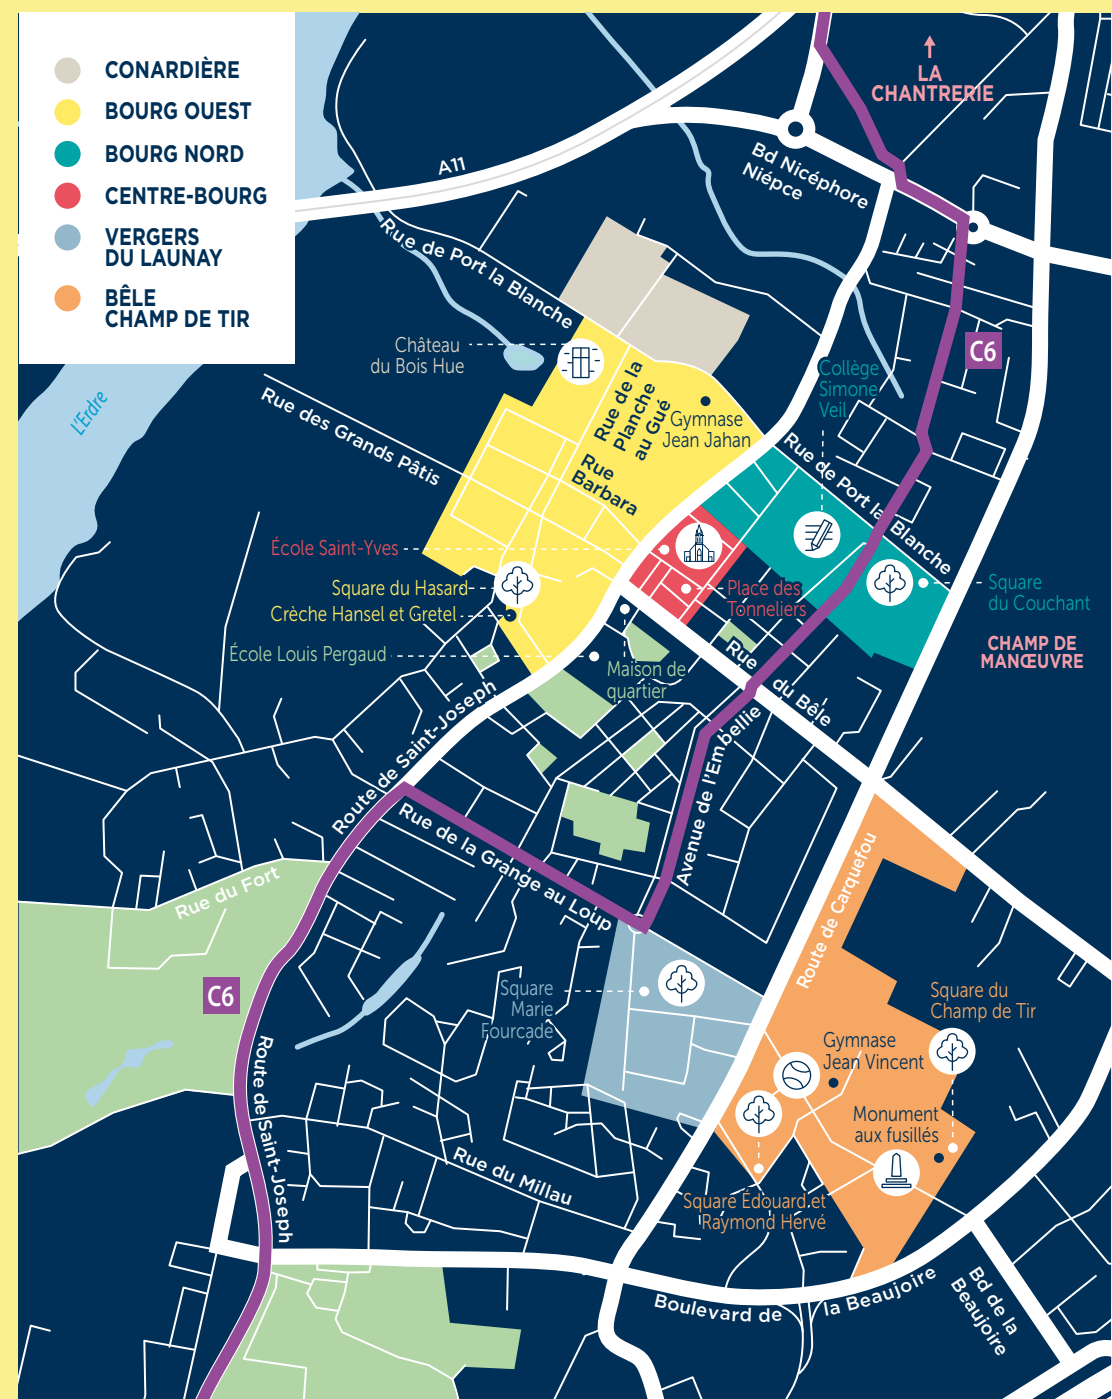 CONARDIÈRE
BOURG OUEST
BOURG NORD
CENTRE-BOURG
VERGERS
DU LAUNAY
BÊLE
CHAMP DE TIR
LA
CHANTRERIE
A11
Bd Nicéphore
Niépce
Rue de Port la Blanche
Château
du Bois Hue
C6
L'Erdre
Rue des Grands Pâtis
Rue de la
Planche
au Gué
Gymnase
Jean Jahan
Collège
Simone
Veil
Rue
Barbara
Rue de Port la Blanche
École Saint-Yves
Square du Hasard
Crèche Hansel et Gretel
Place des
Tonneliers
Square
du Couchant
École Louis Pergaud
Maison de
quartier
CHAMP DE
MANŒUVRE
Rue du Bêle
Route de Saint-Joseph
Avenue de l'Embellie
Rue de la Grange au Loup
Route de Carquefou
Rue du Fort
C6
Square
Marie
Fourcade
Square du
Champ de Tir
Gymnase
Jean Vincent
Monument
aux fusillés
Route de Saint-Joseph
Rue du Millau
Square Édouard et
Raymond Hervé
Boulevard de la Beaujoire
Bd de la
Beaujoire